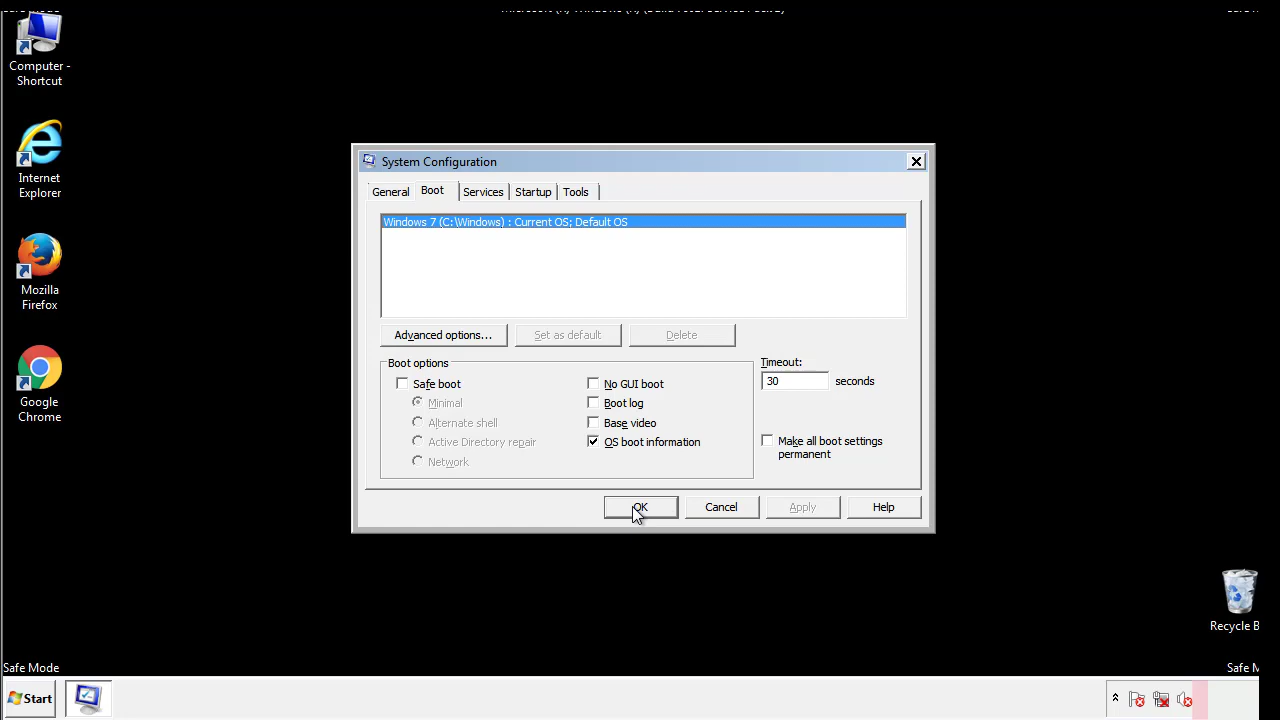 Computer -
Shortcut
Internet
Explorer
Mozilla
Firefox
Google
Chrome
System Configuration
General Boot Services Startup Tools
Windows 7 (C:\Windows) : Current OS; Default OS
Advanced options... Set as default Delete
Boot options
Safe boot
Minimal
Alternate shell
Active Directory repair
Network
No GUI boot
Boot log
Base video
OS boot information
Timeout:
30 seconds
Make all boot settings
permanent
OK Cancel Apply Help
Recycle B
Safe Mode Safe M
Start